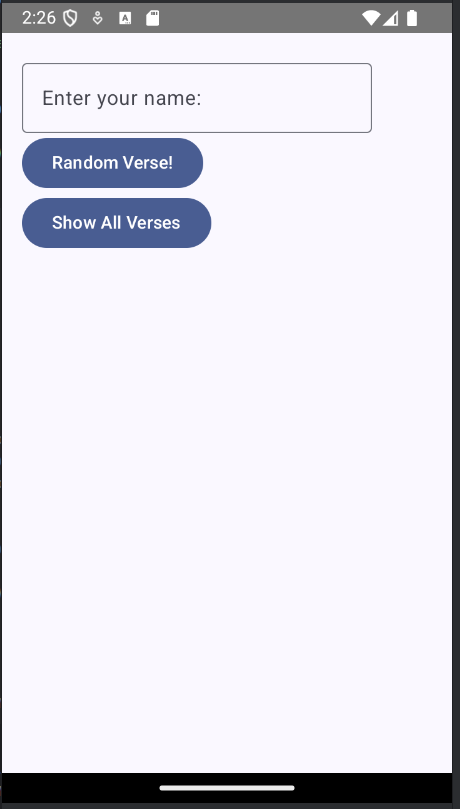 2:26
Enter your name:
Random Verse!
Show All Verses